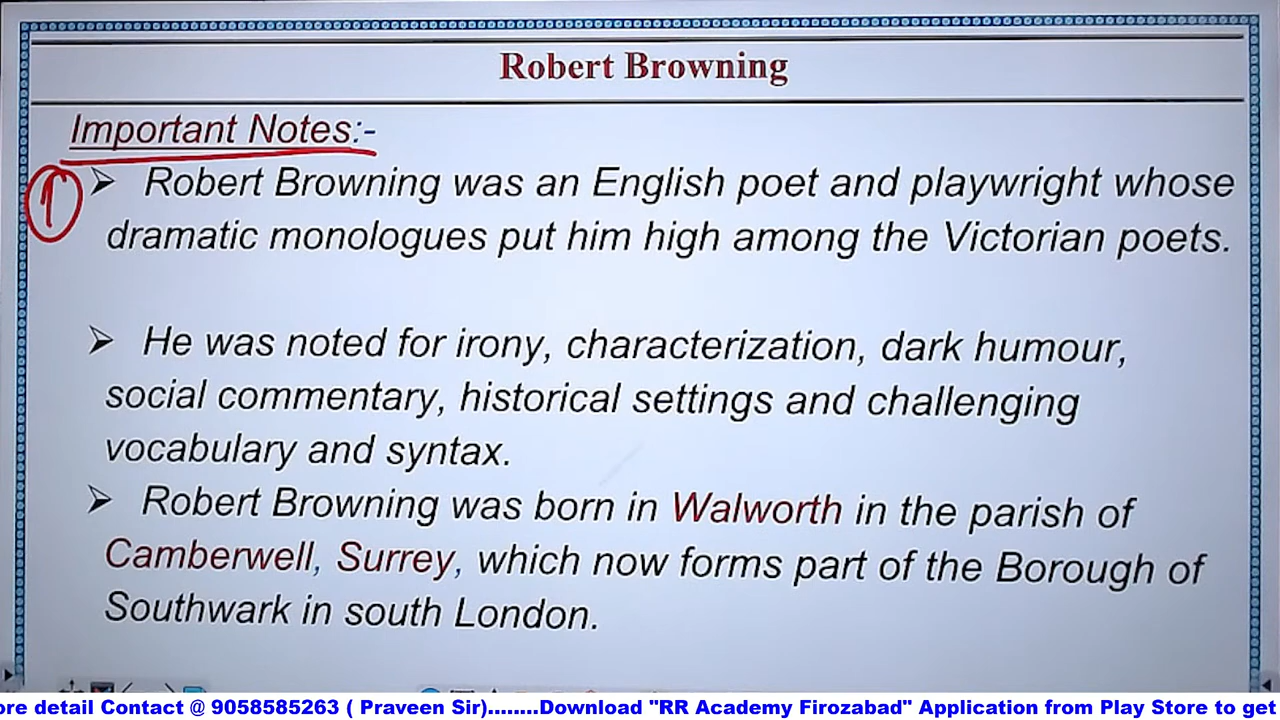 Robert Browning
Important Notes:-
1
➢ Robert Browning was an English poet and playwright whose
dramatic monologues put him high among the Victorian poets.
➢ He was noted for irony, characterization, dark humour,
social commentary, historical settings and challenging
vocabulary and syntax.
➢ Robert Browning was born in Walworth in the parish of
Camberwell, Surrey, which now forms part of the Borough of
Southwark in south London.
ore detail Contact @ 9058585263 ( Praveen Sir)........Download "RR Academy Firozabad" Application from Play Store to get